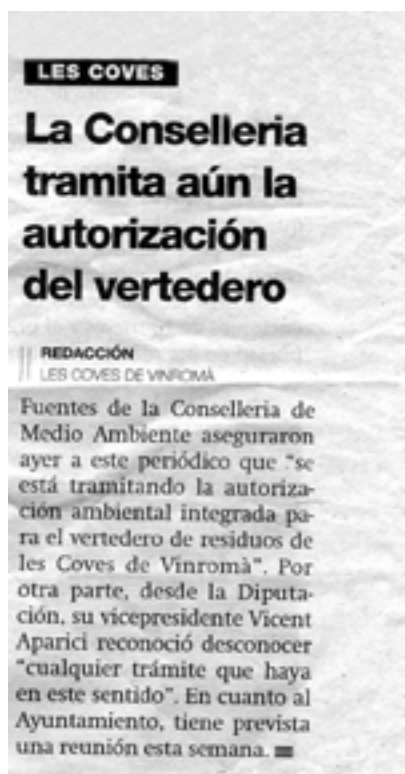 LES COVES
La Conselleria
tramita aún la
autorización
del vertedero
REDACCIÓN
LES COVES DE VINROMÀ
Fuentes de la Conselleria de
Medio Ambiente aseguraron
ayer a este periódico que "se
está tramitando la autoriza-
ción ambiental integrada pa-
ra el vertedero de residuos de
les Coves de Vinromà". Por
otra parte, desde la Diputa-
ción, su vicepresidente Vicent
Aparici reconoció desconocer
"cualquier trámite que haya
en este sentido". En cuanto al
Ayuntamiento, tiene prevista
una reunión esta semana.